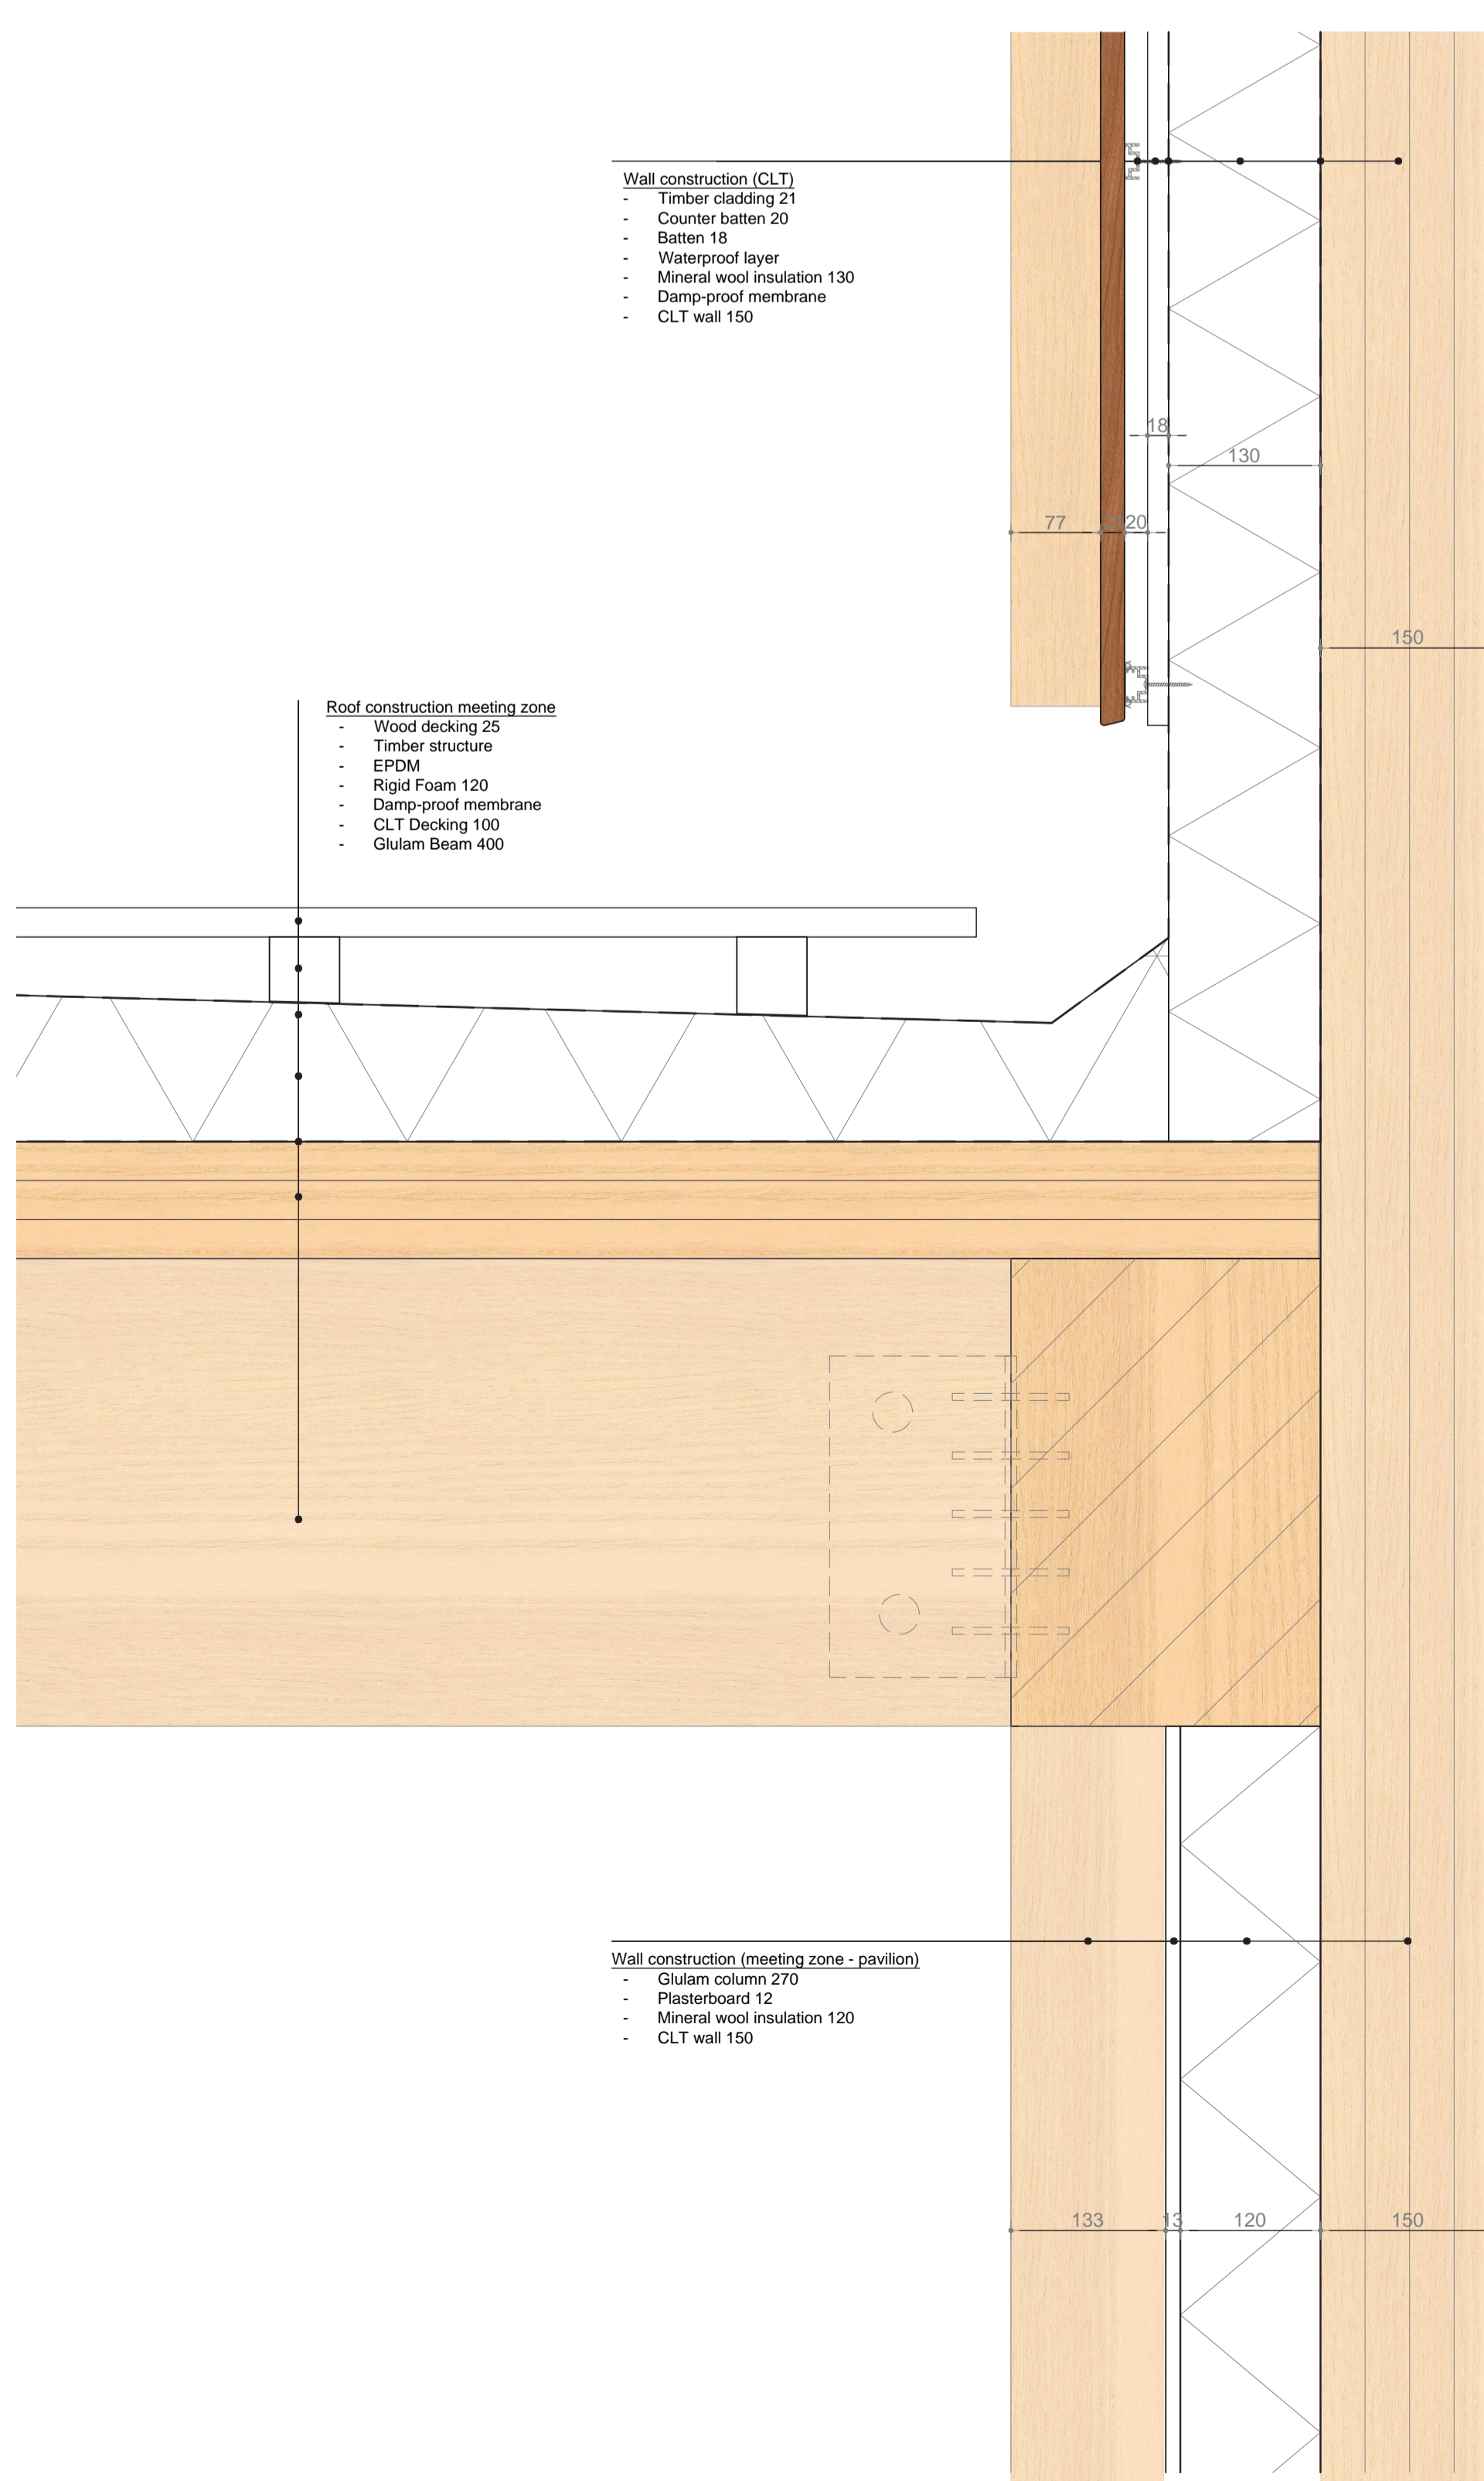 Wall construction (CLT)
- Timber cladding 21
- Counter batten 20
- Batten 18
- Waterproof layer
- Mineral wool insulation 130
- Damp-proof membrane
- CLT wall 150
18
130
77 20
150
Roof construction meeting zone
- Wood decking 25
- Timber structure
- EPDM
- Rigid Foam 120
- Damp-proof membrane
- CLT Decking 100
- Glulam Beam 400
Wall construction (meeting zone - pavilion)
- Glulam column 270
- Plasterboard 12
- Mineral wool insulation 120
- CLT wall 150
133 13 120 150